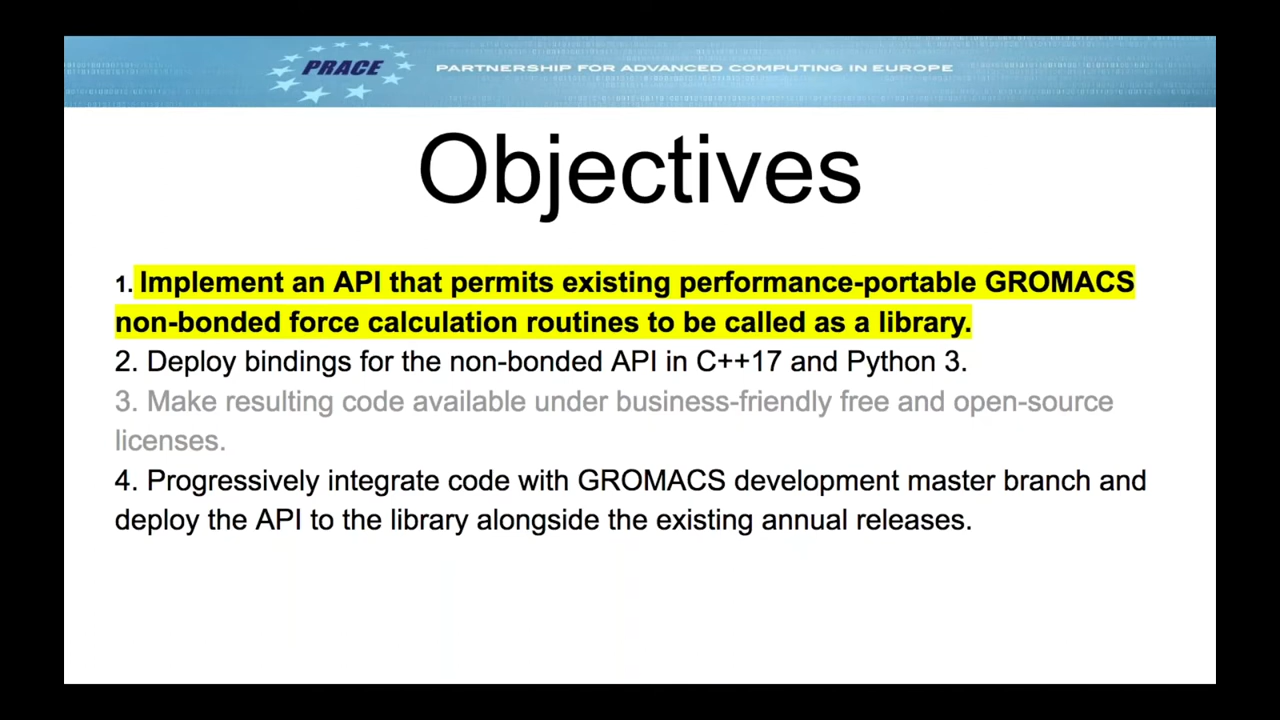 PRACE
PARTNERSHIP FOR ADVANCED COMPUTING IN EUROPE
Objectives
1. Implement an API that permits existing performance-portable GROMACS
non-bonded force calculation routines to be called as a library.
2. Deploy bindings for the non-bonded API in C++17 and Python 3.
3. Make resulting code available under business-friendly free and open-source
licenses.
4. Progressively integrate code with GROMACS development master branch and
deploy the API to the library alongside the existing annual releases.